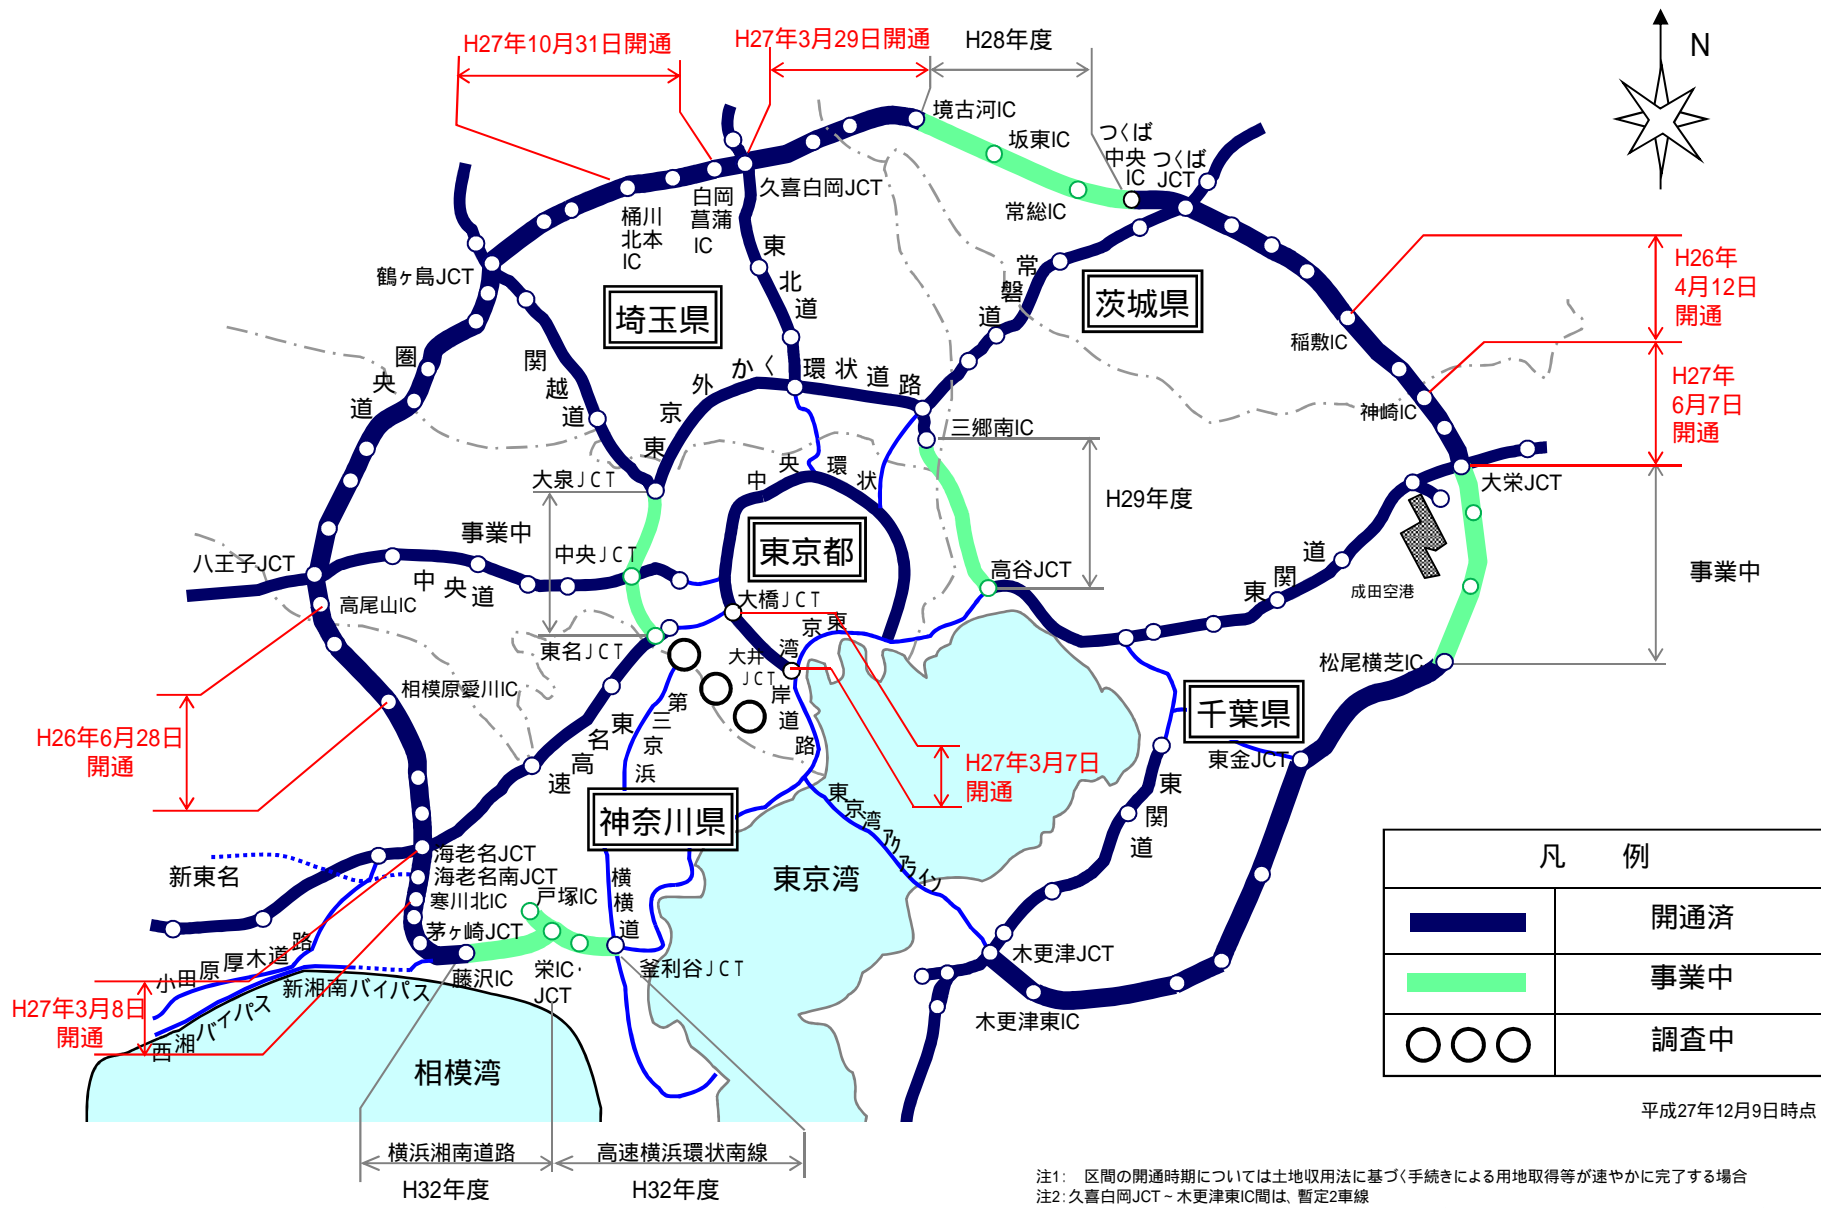 H27年10月31日開通
H27年3月29日開通
H28年度
N
境古河IC
坂東IC
つくば
中央
IC
つくば
JCT
常総IC
久喜白岡JCT
白岡
菖蒲
IC
桶川
北本
IC
鶴ヶ島JCT
東北道
常磐道
埼玉県
茨城県
H26年
4月12日
開通
稲敷IC
H27年
6月7日
開通
神崎IC
圏央道
関越道
東京外かく環状道路
三郷南IC
大泉JCT
中央環状
大栄JCT
H29年度
事業中
東京都
中央JCT
八王子JCT
中央道
高谷JCT
東関道
成田空港
事業中
高尾山IC
大橋JCT
東名JCT
大井
JCT
東京湾岸道路
松尾横芝IC
相模原愛川IC
第三京浜
東名高速
千葉県
東金JCT
H26年6月28日
開通
H27年3月7日
開通
神奈川県
東京湾アクアライン
東関道
海老名JCT
海老名南JCT
新東名
寒川北IC
戸塚IC
横横道
東京湾
茅ヶ崎JCT
小田原厚木道路
藤沢IC
栄IC・
JCT
釜利谷JCT
木更津JCT
新湘南バイパス
西湘バイパス
H27年3月8日
開通
木更津東IC
相模湾
横浜湘南道路
高速横浜環状南線
H32年度
H32年度
凡　例
開通済
事業中
調査中
平成27年12月9日時点
注1:　区間の開通時期については土地収用法に基づく手続きによる用地取得等が速やかに完了する場合
注2:久喜白岡JCT~木更津東IC間は、暫定2車線